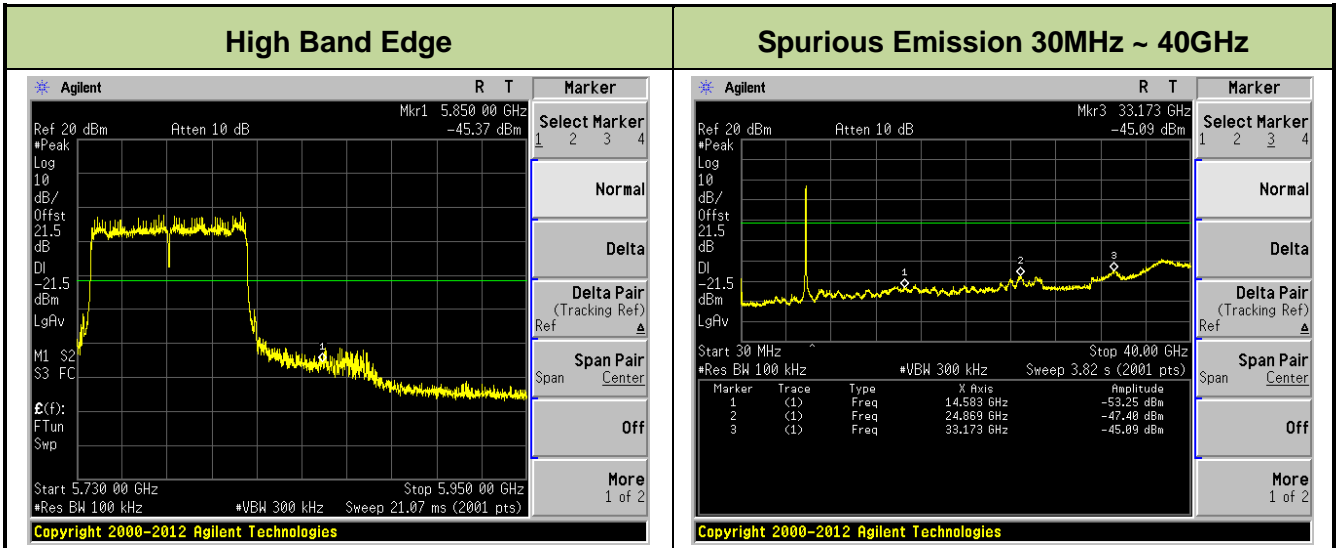 High Band Edge
Spurious Emission 30MHz ~ 40GHz
Agilent R T
Mkr1 5.850 00 GHz
Ref 20 dBm Atten 10 dB -45.37 dBm
#Peak
Log
10
dB/
Offst
21.5
dB
DI
-21.5
dBm
LgAv
M1 S2
S3 FC
£(f):
FTun
Swp
1
Start 5.730 00 GHz Stop 5.950 00 GHz
#Res BW 100 kHz #VBW 300 kHz Sweep 21.07 ms (2001 pts)
Copyright 2000-2012 Agilent Technologies
Marker
Select Marker
1 2 3 4
Normal
Delta
Delta Pair
(Tracking Ref)
Ref Δ
Span Pair
Span Center
Off
More
1 of 2
Agilent R T
Mkr3 33.173 GHz
Ref 20 dBm Atten 10 dB -45.09 dBm
#Peak
Log
10
dB/
Offst
21.5
dB
DI
-21.5
dBm
LgAv
1
2
3
Start 30 MHz ^ Stop 40.00 GHz
#Res BW 100 kHz #VBW 300 kHz Sweep 3.82 s (2001 pts)
Marker Trace Type X Axis Amplitude
1 (1) Freq 14.583 GHz -53.25 dBm
2 (1) Freq 24.869 GHz -47.40 dBm
3 (1) Freq 33.173 GHz -45.09 dBm
Copyright 2000-2012 Agilent Technologies
Marker
Select Marker
1 2 3 4
Normal
Delta
Delta Pair
(Tracking Ref)
Ref Δ
Span Pair
Span Center
Off
More
1 of 2